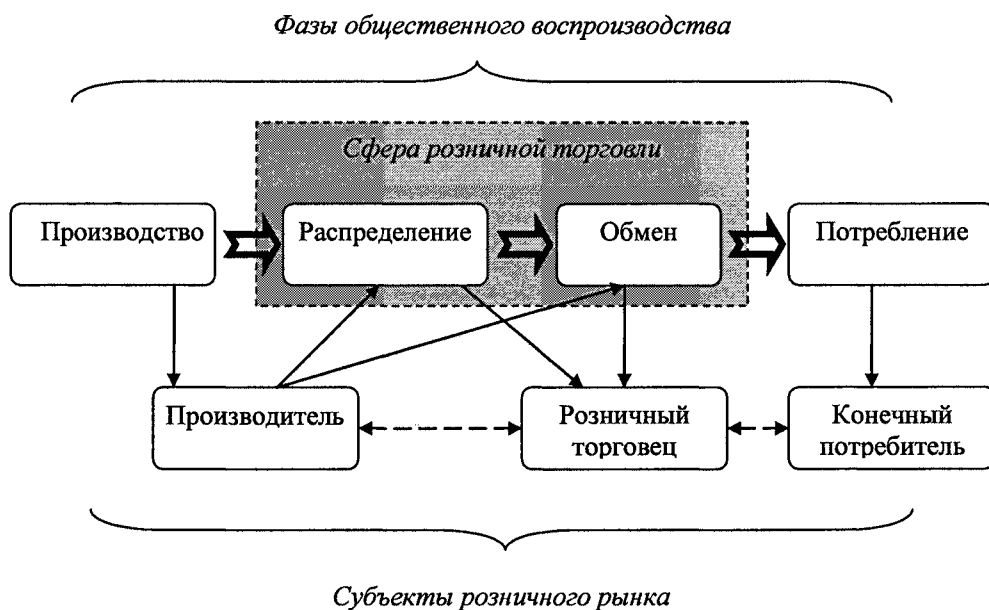 Фазы общественного воспроизводства
Сфера розничной торговли
Производство
Распределение
Обмен
Потребление
Производитель
Розничный
торговец
Конечный
потребитель
Субъекты розничного рынка